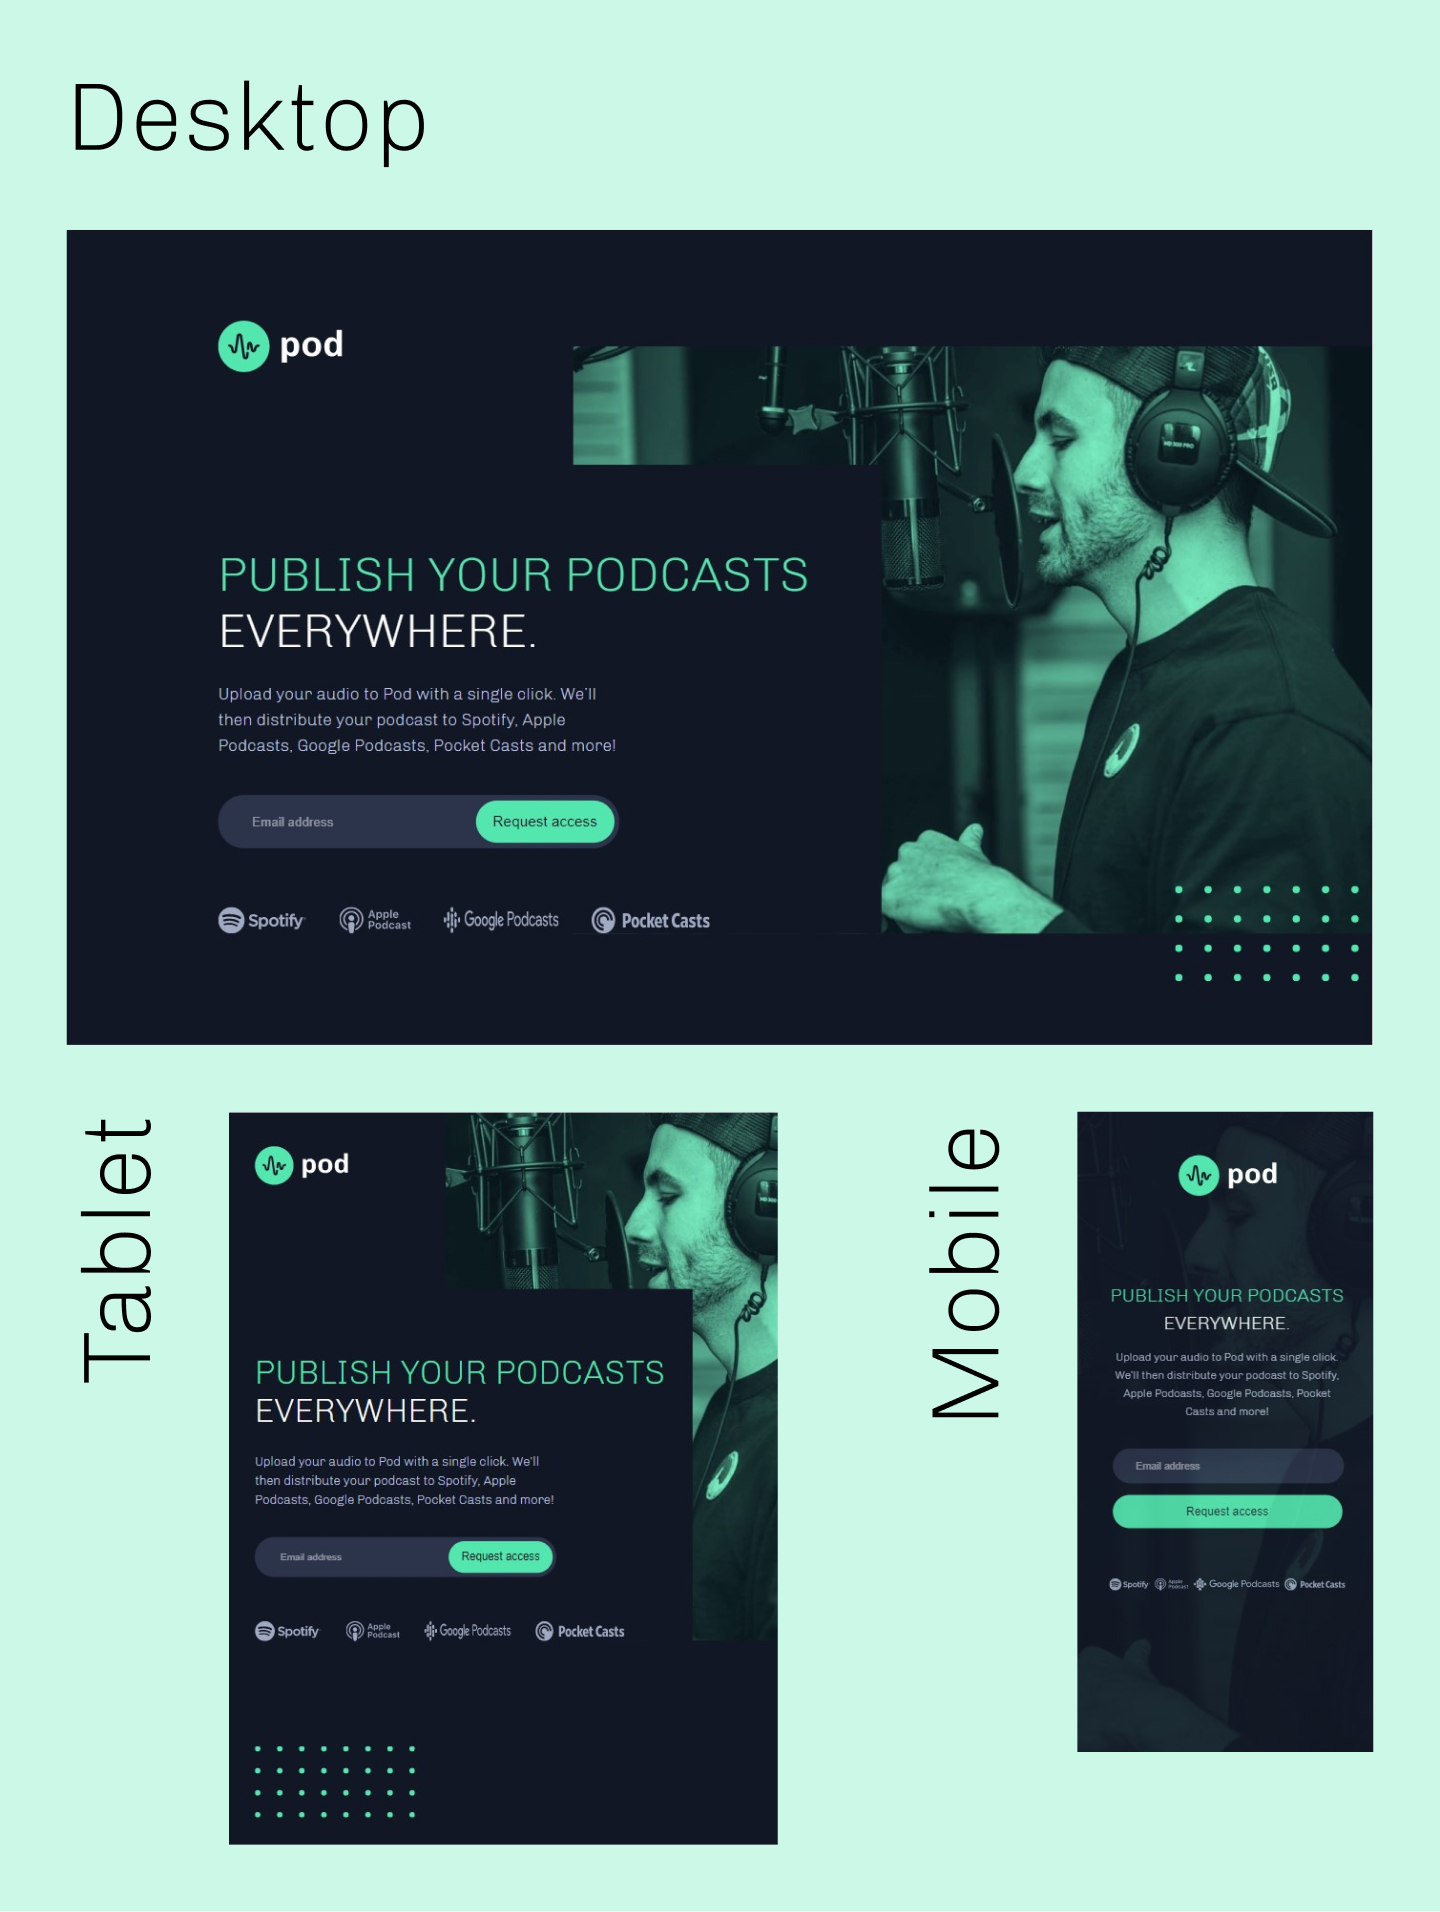 Desktop
pod
HD 300 PRO
PUBLISH YOUR PODCASTS
EVERYWHERE.
Upload your audio to Pod with a single click. We'll
then distribute your podcast to Spotify, Apple
Podcasts, Google Podcasts, Pocket Casts and more!
Email address
Request access
Spotify
Apple
Podcast
Google Podcasts
Pocket Casts
Tablet
pod
HD 300
PUBLISH YOUR PODCASTS
EVERYWHERE.
Upload your audio to Pod with a single click. We'll
then distribute your podcast to Spotify, Apple
Podcasts, Google Podcasts, Pocket Casts and more!
Email address
Request access
Spotify
Apple
Podcast
Google Podcasts
Pocket Casts
Mobile
pod
PUBLISH YOUR PODCASTS
EVERYWHERE.
Upload your audio to Pod with a single click.
We'll then distribute your podcast to Spotify,
Apple Podcasts, Google Podcasts, Pocket
Casts and more!
Email address
Request access
Spotify
Apple
Podcast
Google Podcasts
Pocket Casts